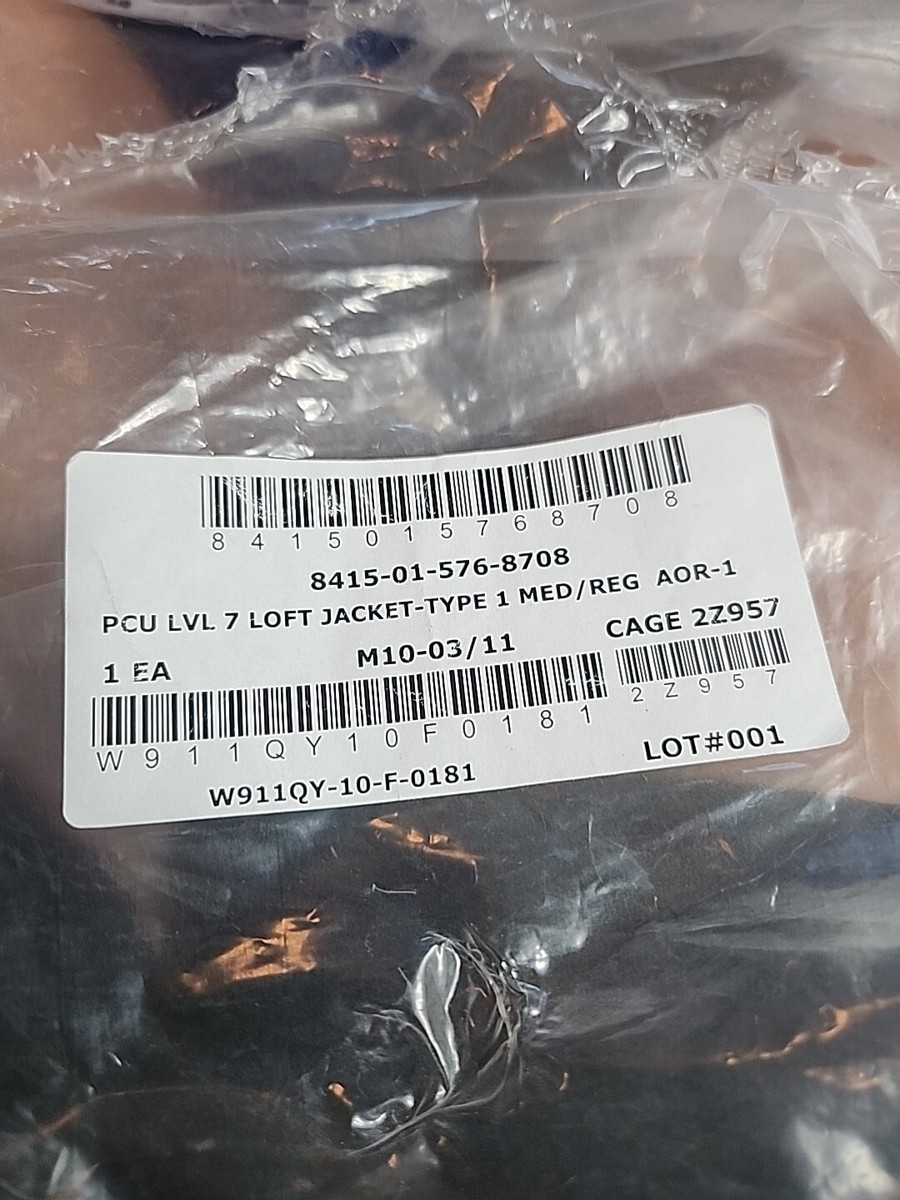 8415015768708
8415-01-576-8708
PCU LVL 7 LOFT JACKET-TYPE 1 MED/REG AOR-1
1 EA M10-03/11 CAGE 2Z957
W911QY10F0181 2Z957
W911QY-10-F-0181 LOT#001